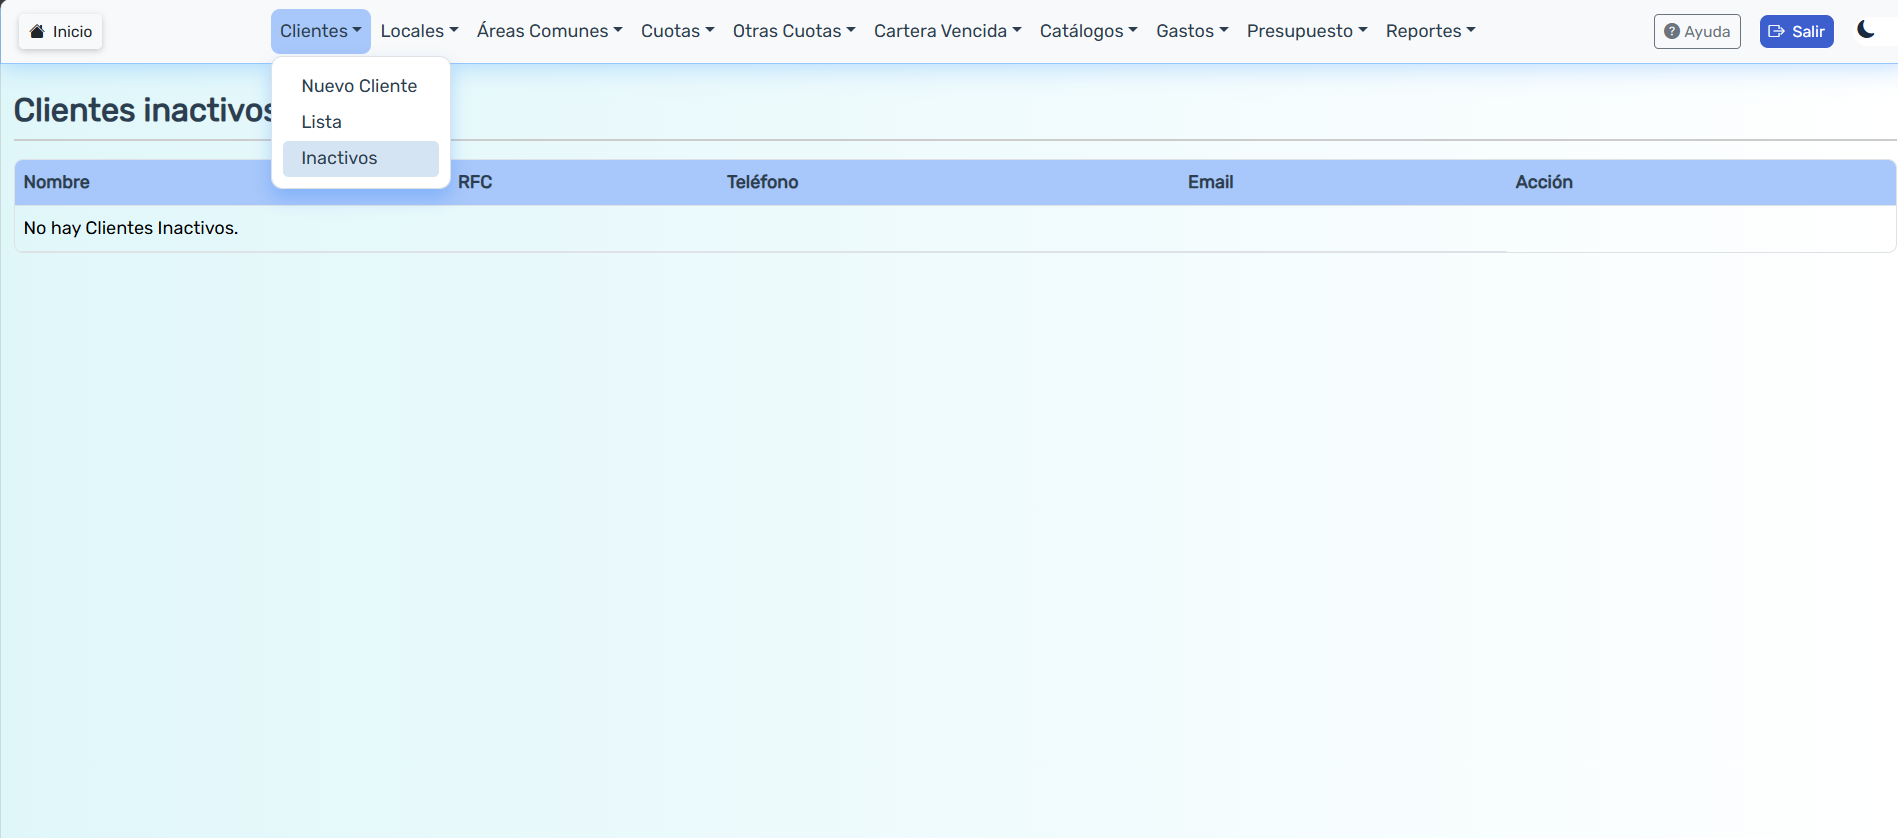 Inicio
Clientes Locales Áreas Comunes Cuotas Otras Cuotas Cartera Vencida Catálogos Gastos Presupuesto Reportes
Ayuda
Salir
Nuevo Cliente
Lista
Inactivos
Clientes inactivos
Nombre RFC Teléfono Email Acción
No hay Clientes Inactivos.